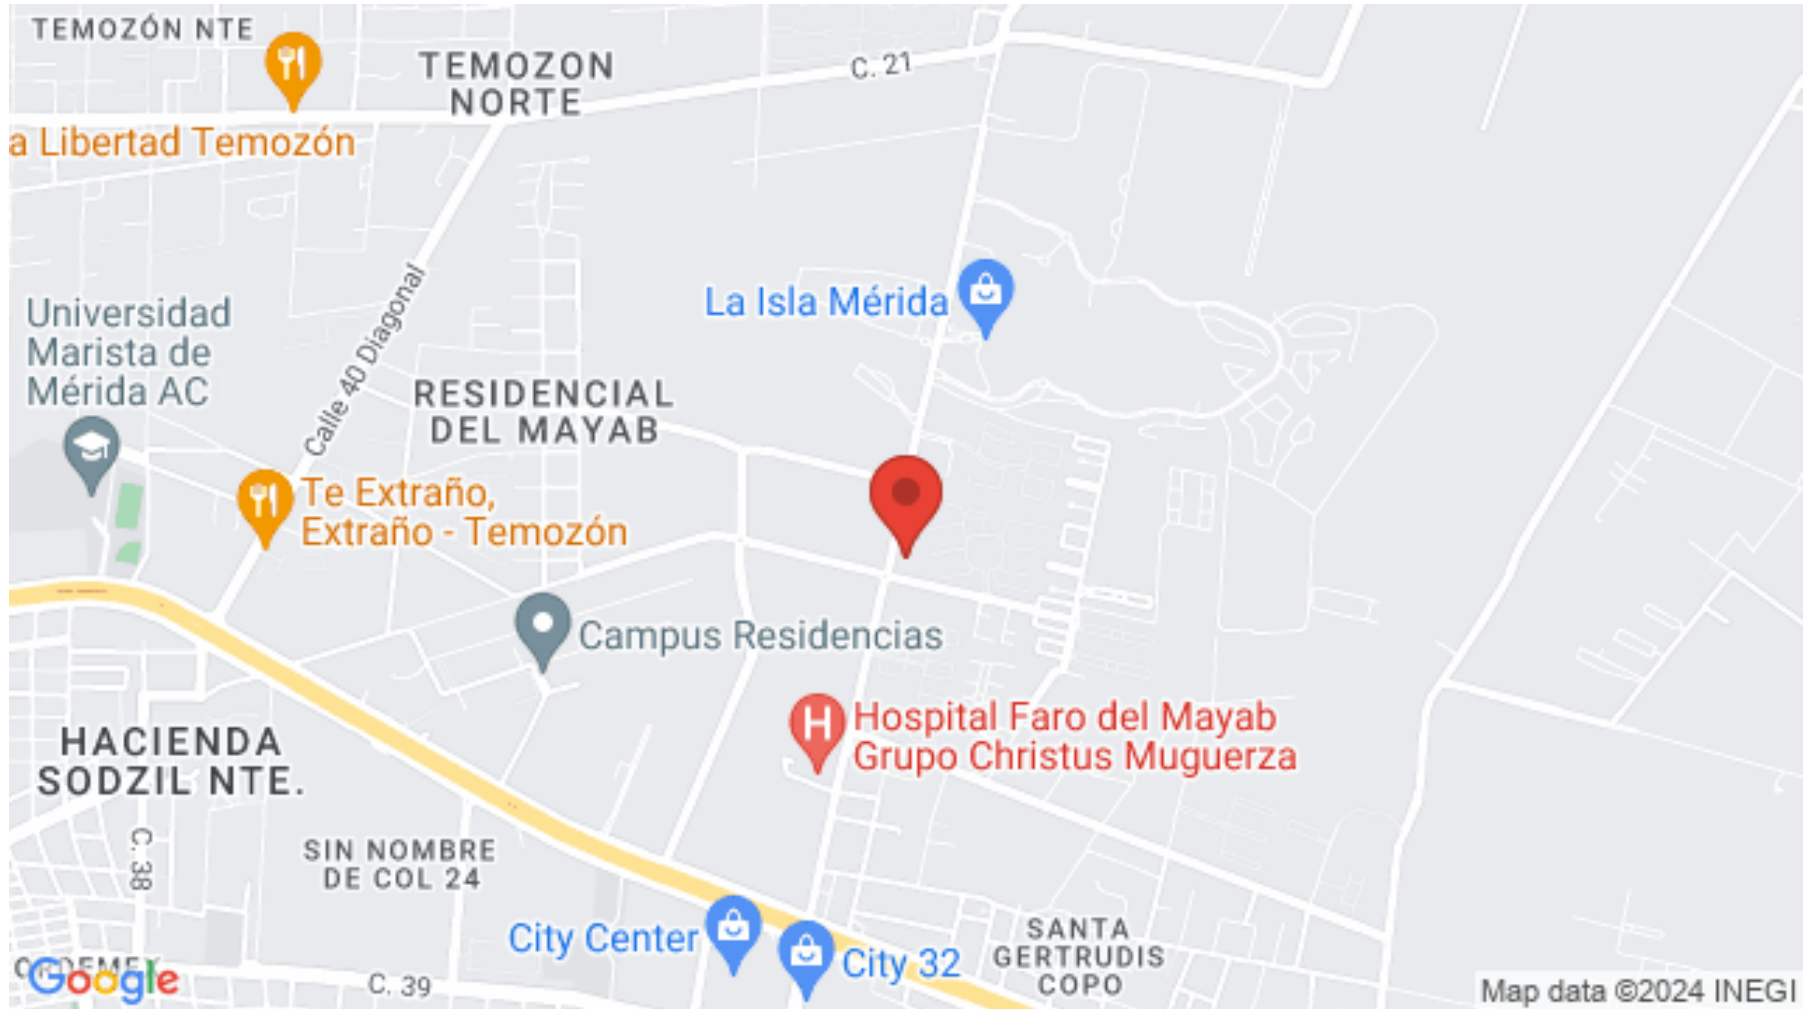 TEMOZÓN NTE
TEMOZON
NORTE
C. 21
a Libertad Temozón
Universidad
Marista de
Mérida AC
Calle 40 Diagonal
La Isla Mérida
RESIDENCIAL
DEL MAYAB
Te Extraño,
Extraño - Temozón
Campus Residencias
Hospital Faro del Mayab
Grupo Christus Muguerza
H
HACIENDA
SODZIL NTE.
C. 38
SIN NOMBRE
DE COL 24
City Center
City 32
SANTA
GERTRUDIS
COPO
Google
C. 39
Map data ©2024 INEGI